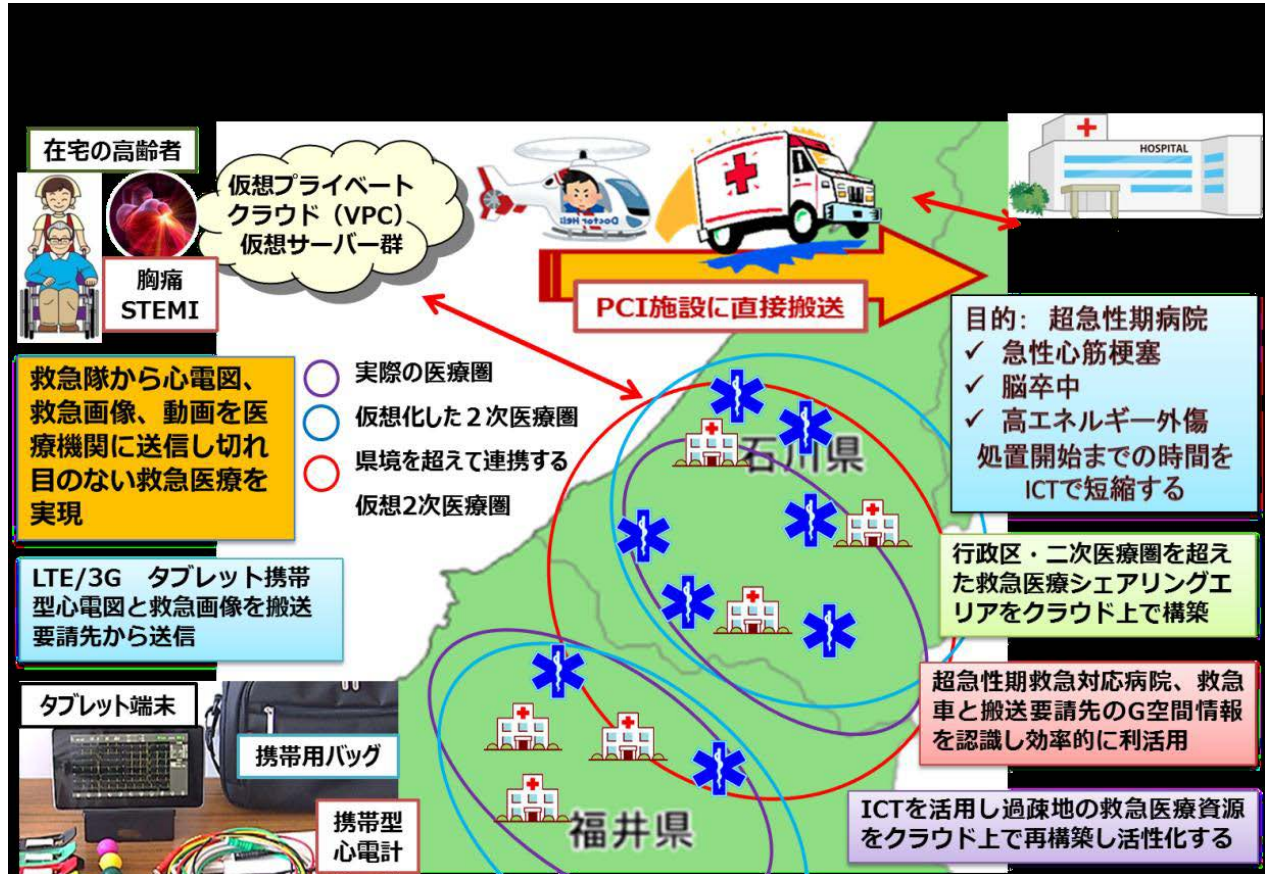 在宅の高齢者
胸痛
STEMI
仮想プライベート
クラウド（VPC）
仮想サーバー群
Doctor Heli
HOSPITAL
PCI施設に直接搬送
目的： 超急性期病院
✓ 急性心筋梗塞
✓ 脳卒中
✓ 高エネルギー外傷
処置開始までの時間を
ICTで短縮する
救急隊から心電図、
救急画像、動画を医
療機関に送信し切れ
目のない救急医療を
実現
実際の医療圏
仮想化した２次医療圏
県境を超えて連携する
仮想2次医療圏
石川県
行政区・二次医療圏を超え
た救急医療シェアリングエ
リアをクラウド上で構築
LTE/3G　タブレット携帯
型心電図と救急画像を搬送
要請先から送信
超急性期救急対応病院、救急
車と搬送要請先のG空間情報
を認識し効率的に利活用
タブレット端末
携帯用バッグ
携帯型
心電計
福井県
ICTを活用し過疎地の救急医療資源
をクラウド上で再構築し活性化する